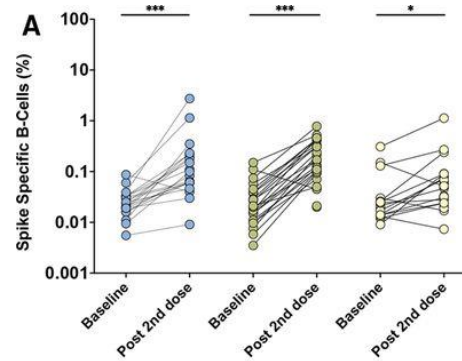 A
*** *** *
Spike Specific B-Cells (%)
100
10
1
0.1
0.01
0.001
Baseline
Post 2nd dose
Baseline
Post 2nd dose
Baseline
Post 2nd dose